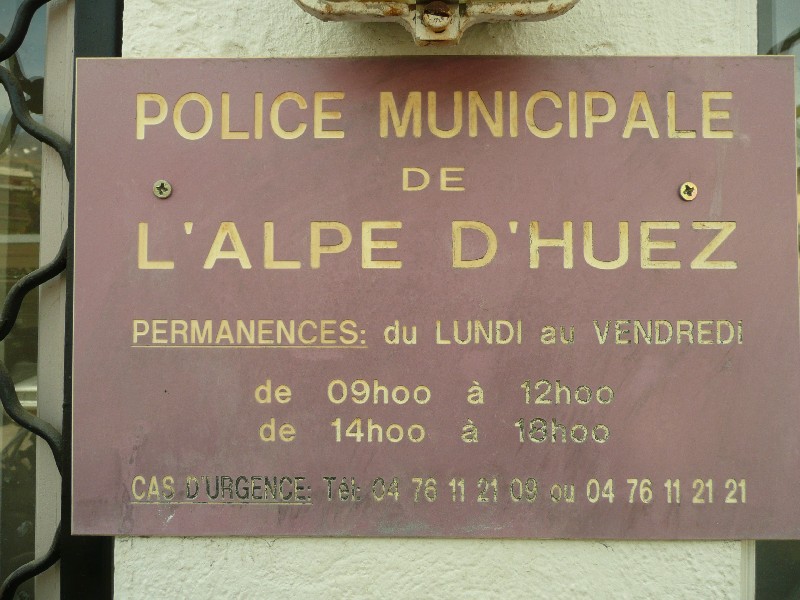 POLICE MUNICIPALE
DE
L'ALPE D'HUEZ
PERMANENCES: du LUNDI au VENDREDI
de 09hoo à 12hoo
de 14hoo à 18hoo
CAS D'URGENCE: Tél: 04 76 11 21 09 ou 04 76 11 21 21